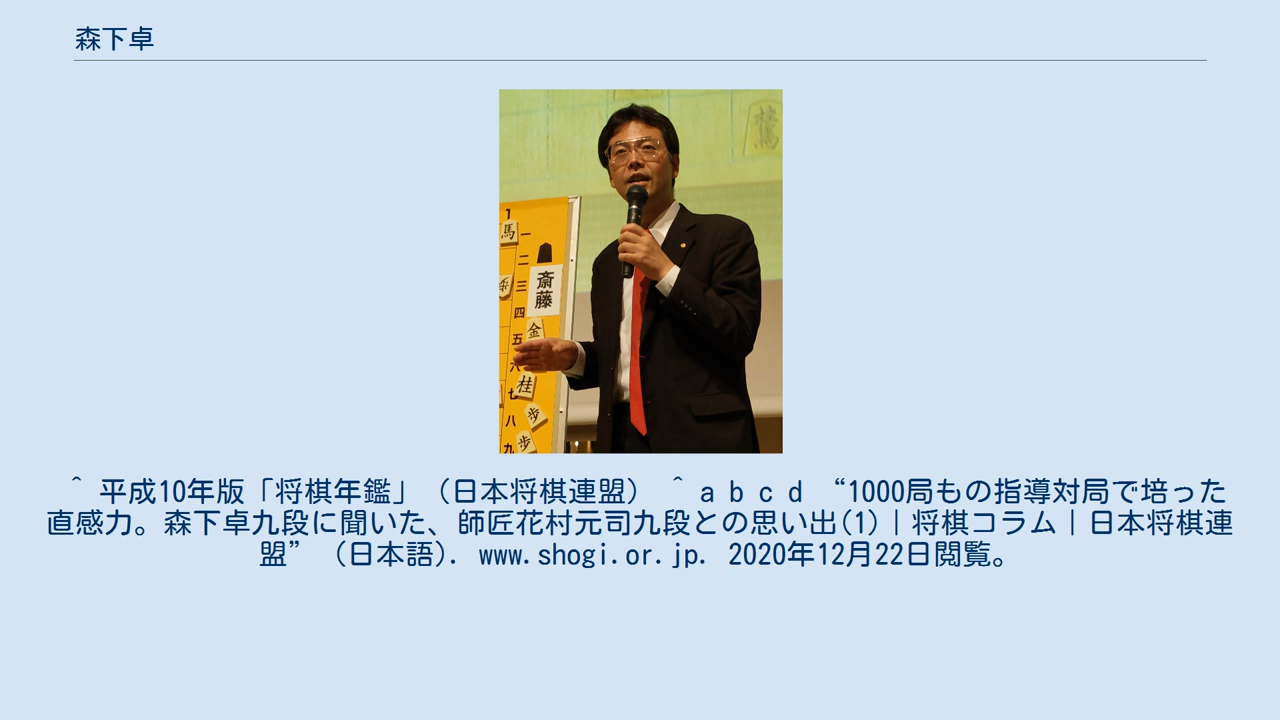 森下卓
1
馬
一
二
斎藤
三
歩
四
金
五
六
桂
七
歩
八
歩
九
^ 平成10年版「将棋年鑑」（日本将棋連盟） ^ a b c d “1000局もの指導対局で培った
直感力。森下卓九段に聞いた、師匠花村元司九段との思い出(1)｜将棋コラム｜日本将棋連
盟” （日本語). www.shogi.or.jp. 2020年12月22日閲覧。